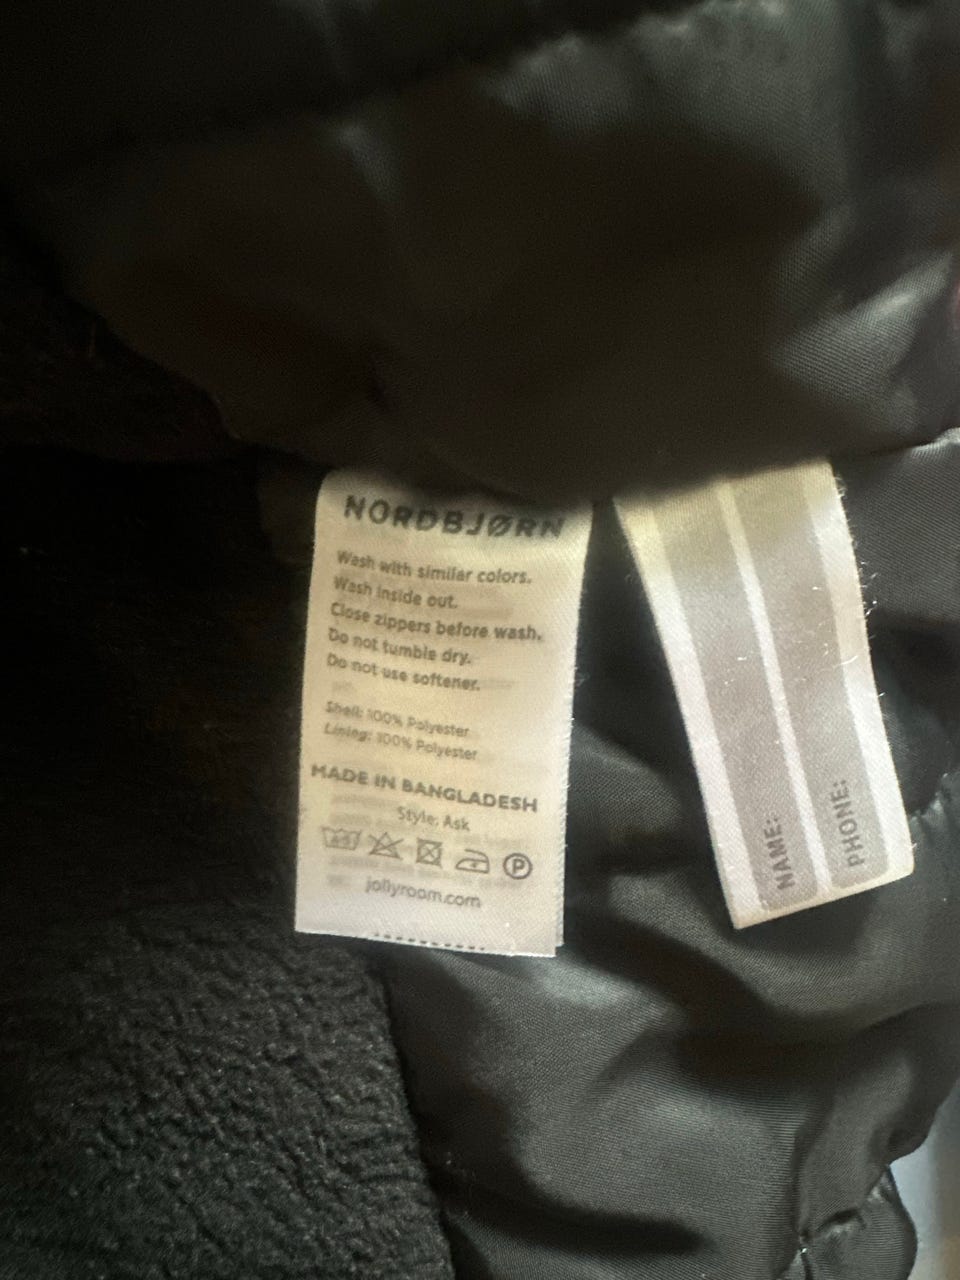 NORDBJØRN
Wash with similar colors.
Wash inside out.
Close zippers before wash.
Do not tumble dry.
Do not use softener.
Shell: 100% Polyester
Lining: 100% Polyester
MADE IN BANGLADESH
Style: Ask
P
jollyroom.com
NAME:
PHONE: